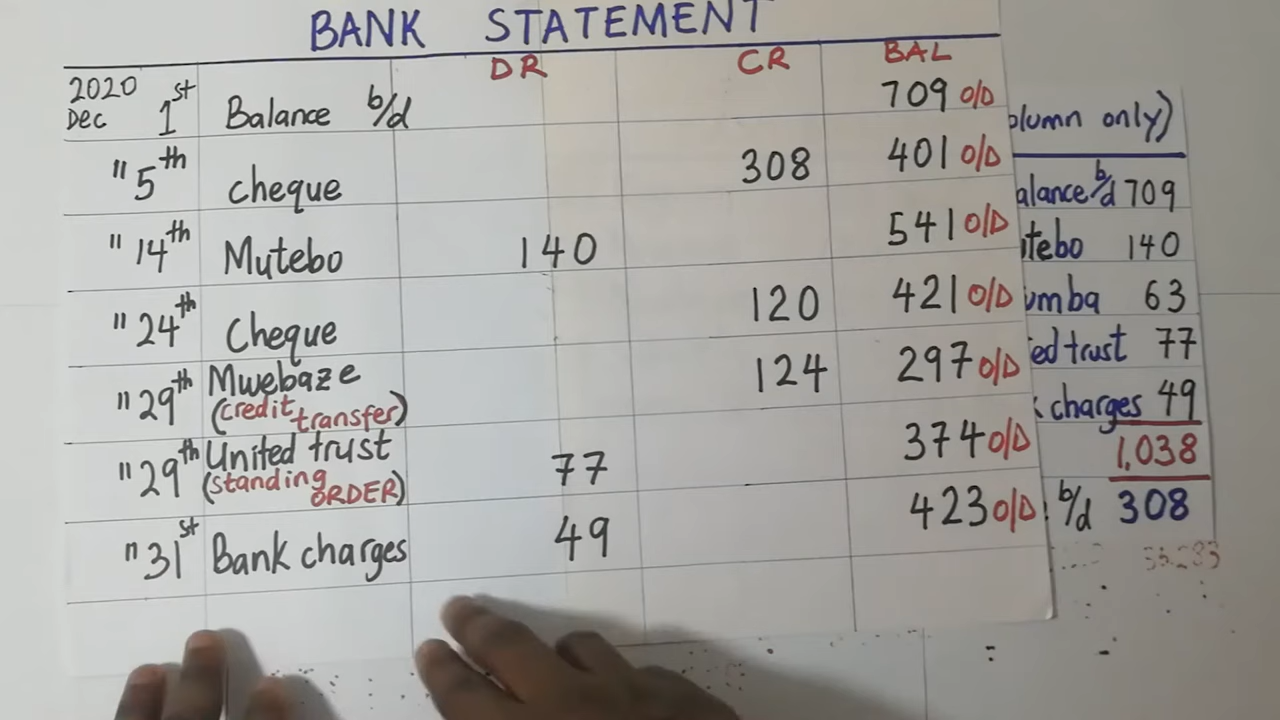 BANK STATEMENT
DR CR BAL
2020
Dec 1st Balance b/d 709 O/D
" 5th cheque 308 401 O/D
" 14th Mutebo 140 541 O/D
" 24th Cheque 120 421 O/D
" 29th Mwebaze (credit transfer) 124 297 O/D
" 29th United trust (standing ORDER) 77 374 O/D
" 31st Bank charges 49 423 O/D
olumn only)
alance b/d 709
tebo 140
umba 63
ed trust 77
charges 49
1,038
b/d 308